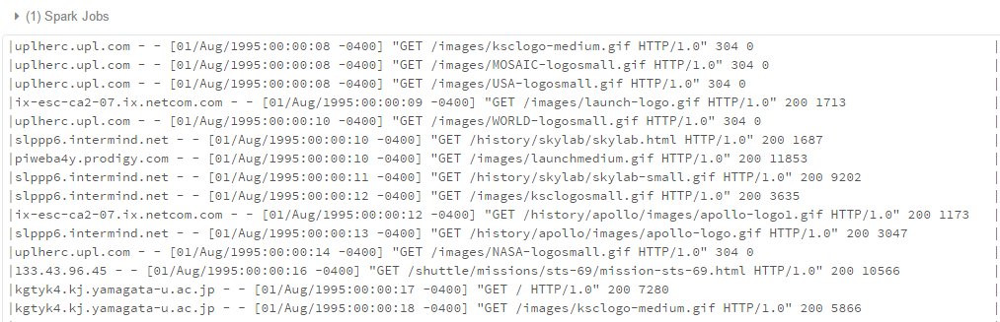 (1) Spark Jobs
|uplherc.upl.com - - [01/Aug/1995:00:00:08 -0400] "GET /images/ksclogo-medium.gif HTTP/1.0" 304 0 |
|uplherc.upl.com - - [01/Aug/1995:00:00:08 -0400] "GET /images/MOSAIC-logosmall.gif HTTP/1.0" 304 0 |
|uplherc.upl.com - - [01/Aug/1995:00:00:08 -0400] "GET /images/USA-logosmall.gif HTTP/1.0" 304 0 |
|ix-esc-ca2-07.ix.netcom.com - - [01/Aug/1995:00:00:09 -0400] "GET /images/launch-logo.gif HTTP/1.0" 200 1713 |
|uplherc.upl.com - - [01/Aug/1995:00:00:10 -0400] "GET /images/WORLD-logosmall.gif HTTP/1.0" 304 0 |
|slppp6.intermind.net - - [01/Aug/1995:00:00:10 -0400] "GET /history/skylab/skylab.html HTTP/1.0" 200 1687 |
|piweba4y.prodigy.com - - [01/Aug/1995:00:00:10 -0400] "GET /images/launchmedium.gif HTTP/1.0" 200 11853 |
|slppp6.intermind.net - - [01/Aug/1995:00:00:11 -0400] "GET /history/skylab/skylab-small.gif HTTP/1.0" 200 9202 |
|slppp6.intermind.net - - [01/Aug/1995:00:00:12 -0400] "GET /images/ksclogosmall.gif HTTP/1.0" 200 3635 |
|ix-esc-ca2-07.ix.netcom.com - - [01/Aug/1995:00:00:12 -0400] "GET /history/apollo/images/apollo-logo1.gif HTTP/1.0" 200 1173 |
|slppp6.intermind.net - - [01/Aug/1995:00:00:13 -0400] "GET /history/apollo/images/apollo-logo.gif HTTP/1.0" 200 3047 |
|uplherc.upl.com - - [01/Aug/1995:00:00:14 -0400] "GET /images/NASA-logosmall.gif HTTP/1.0" 304 0 |
|133.43.96.45 - - [01/Aug/1995:00:00:16 -0400] "GET /shuttle/missions/sts-69/mission-sts-69.html HTTP/1.0" 200 10566 |
|kgtyk4.kj.yamagata-u.ac.jp - - [01/Aug/1995:00:00:17 -0400] "GET / HTTP/1.0" 200 7280 |
|kgtyk4.kj.yamagata-u.ac.jp - - [01/Aug/1995:00:00:18 -0400] "GET /images/ksclogo-medium.gif HTTP/1.0" 200 5866 |